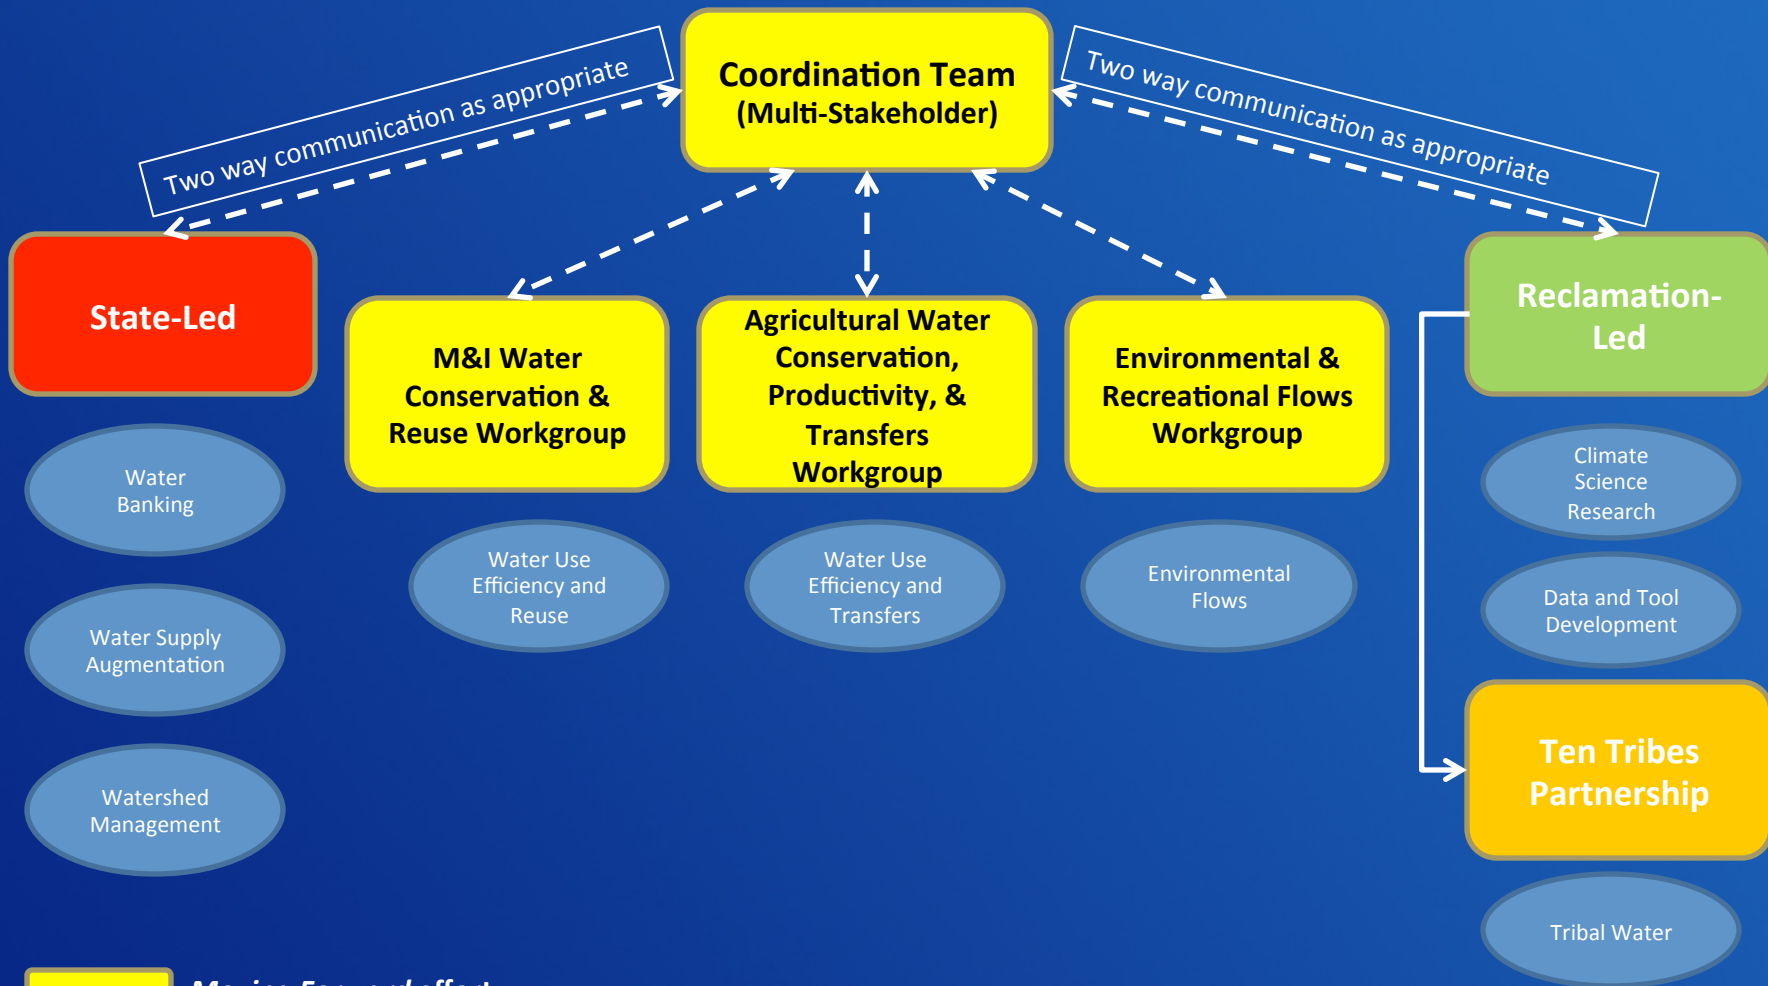 Coordination Team
(Multi-Stakeholder)
Two way communication as appropriate
Two way communication as appropriate
State-Led
M&I Water
Conservation &
Reuse Workgroup
Agricultural Water
Conservation,
Productivity, &
Transfers
Workgroup
Environmental &
Recreational Flows
Workgroup
Reclamation-
Led
Water
Banking
Water Supply
Augmentation
Watershed
Management
Water Use
Efficiency and
Reuse
Water Use
Efficiency and
Transfers
Environmental
Flows
Climate
Science
Research
Data and Tool
Development
Ten Tribes
Partnership
Tribal Water
Moving Forward effort